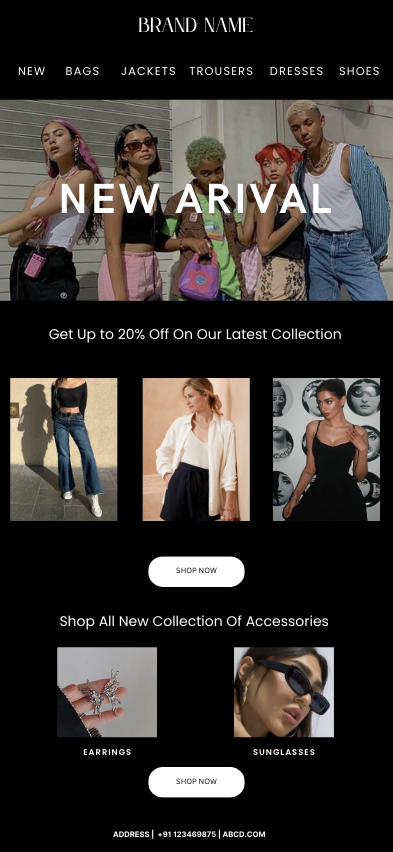 BRAND NAME
NEW BAGS JACKETS TROUSERS DRESSES SHOES
NEW ARIVAL
Get Up to 20% Off On Our Latest Collection
SHOP NOW
Shop All New Collection Of Accessories
EARRINGS SUNGLASSES
SHOP NOW
ADDRESS | +91 123469875 | ABCD.COM